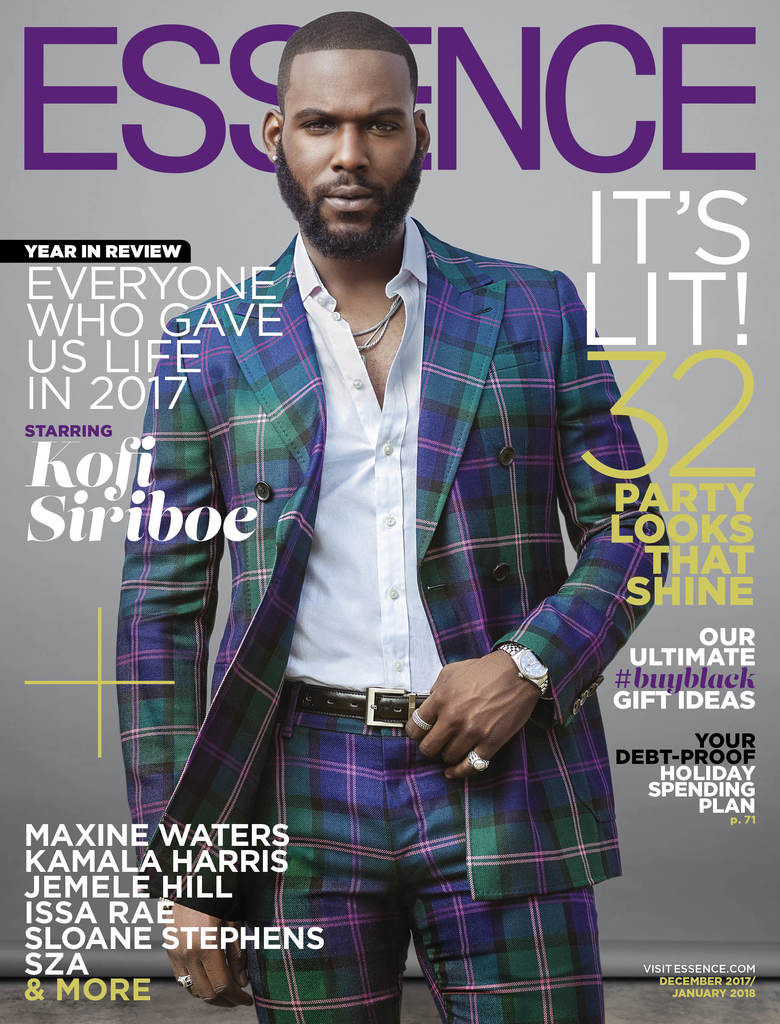 ESSENCE
YEAR IN REVIEW
EVERYONE
WHO GAVE
US LIFE
IN 2017
STARRING
Kofi
Siriboe
IT'S
LIT!
32
PARTY
LOOKS
THAT
SHINE
OUR
ULTIMATE
#buyblack
GIFT IDEAS
YOUR
DEBT-PROOF
HOLIDAY
SPENDING
PLAN
p. 71
MAXINE WATERS
KAMALA HARRIS
JEMELE HILL
ISSA RAE
SLOANE STEPHENS
SZA
& MORE
VISIT ESSENCE.COM
DECEMBER 2017/
JANUARY 2018